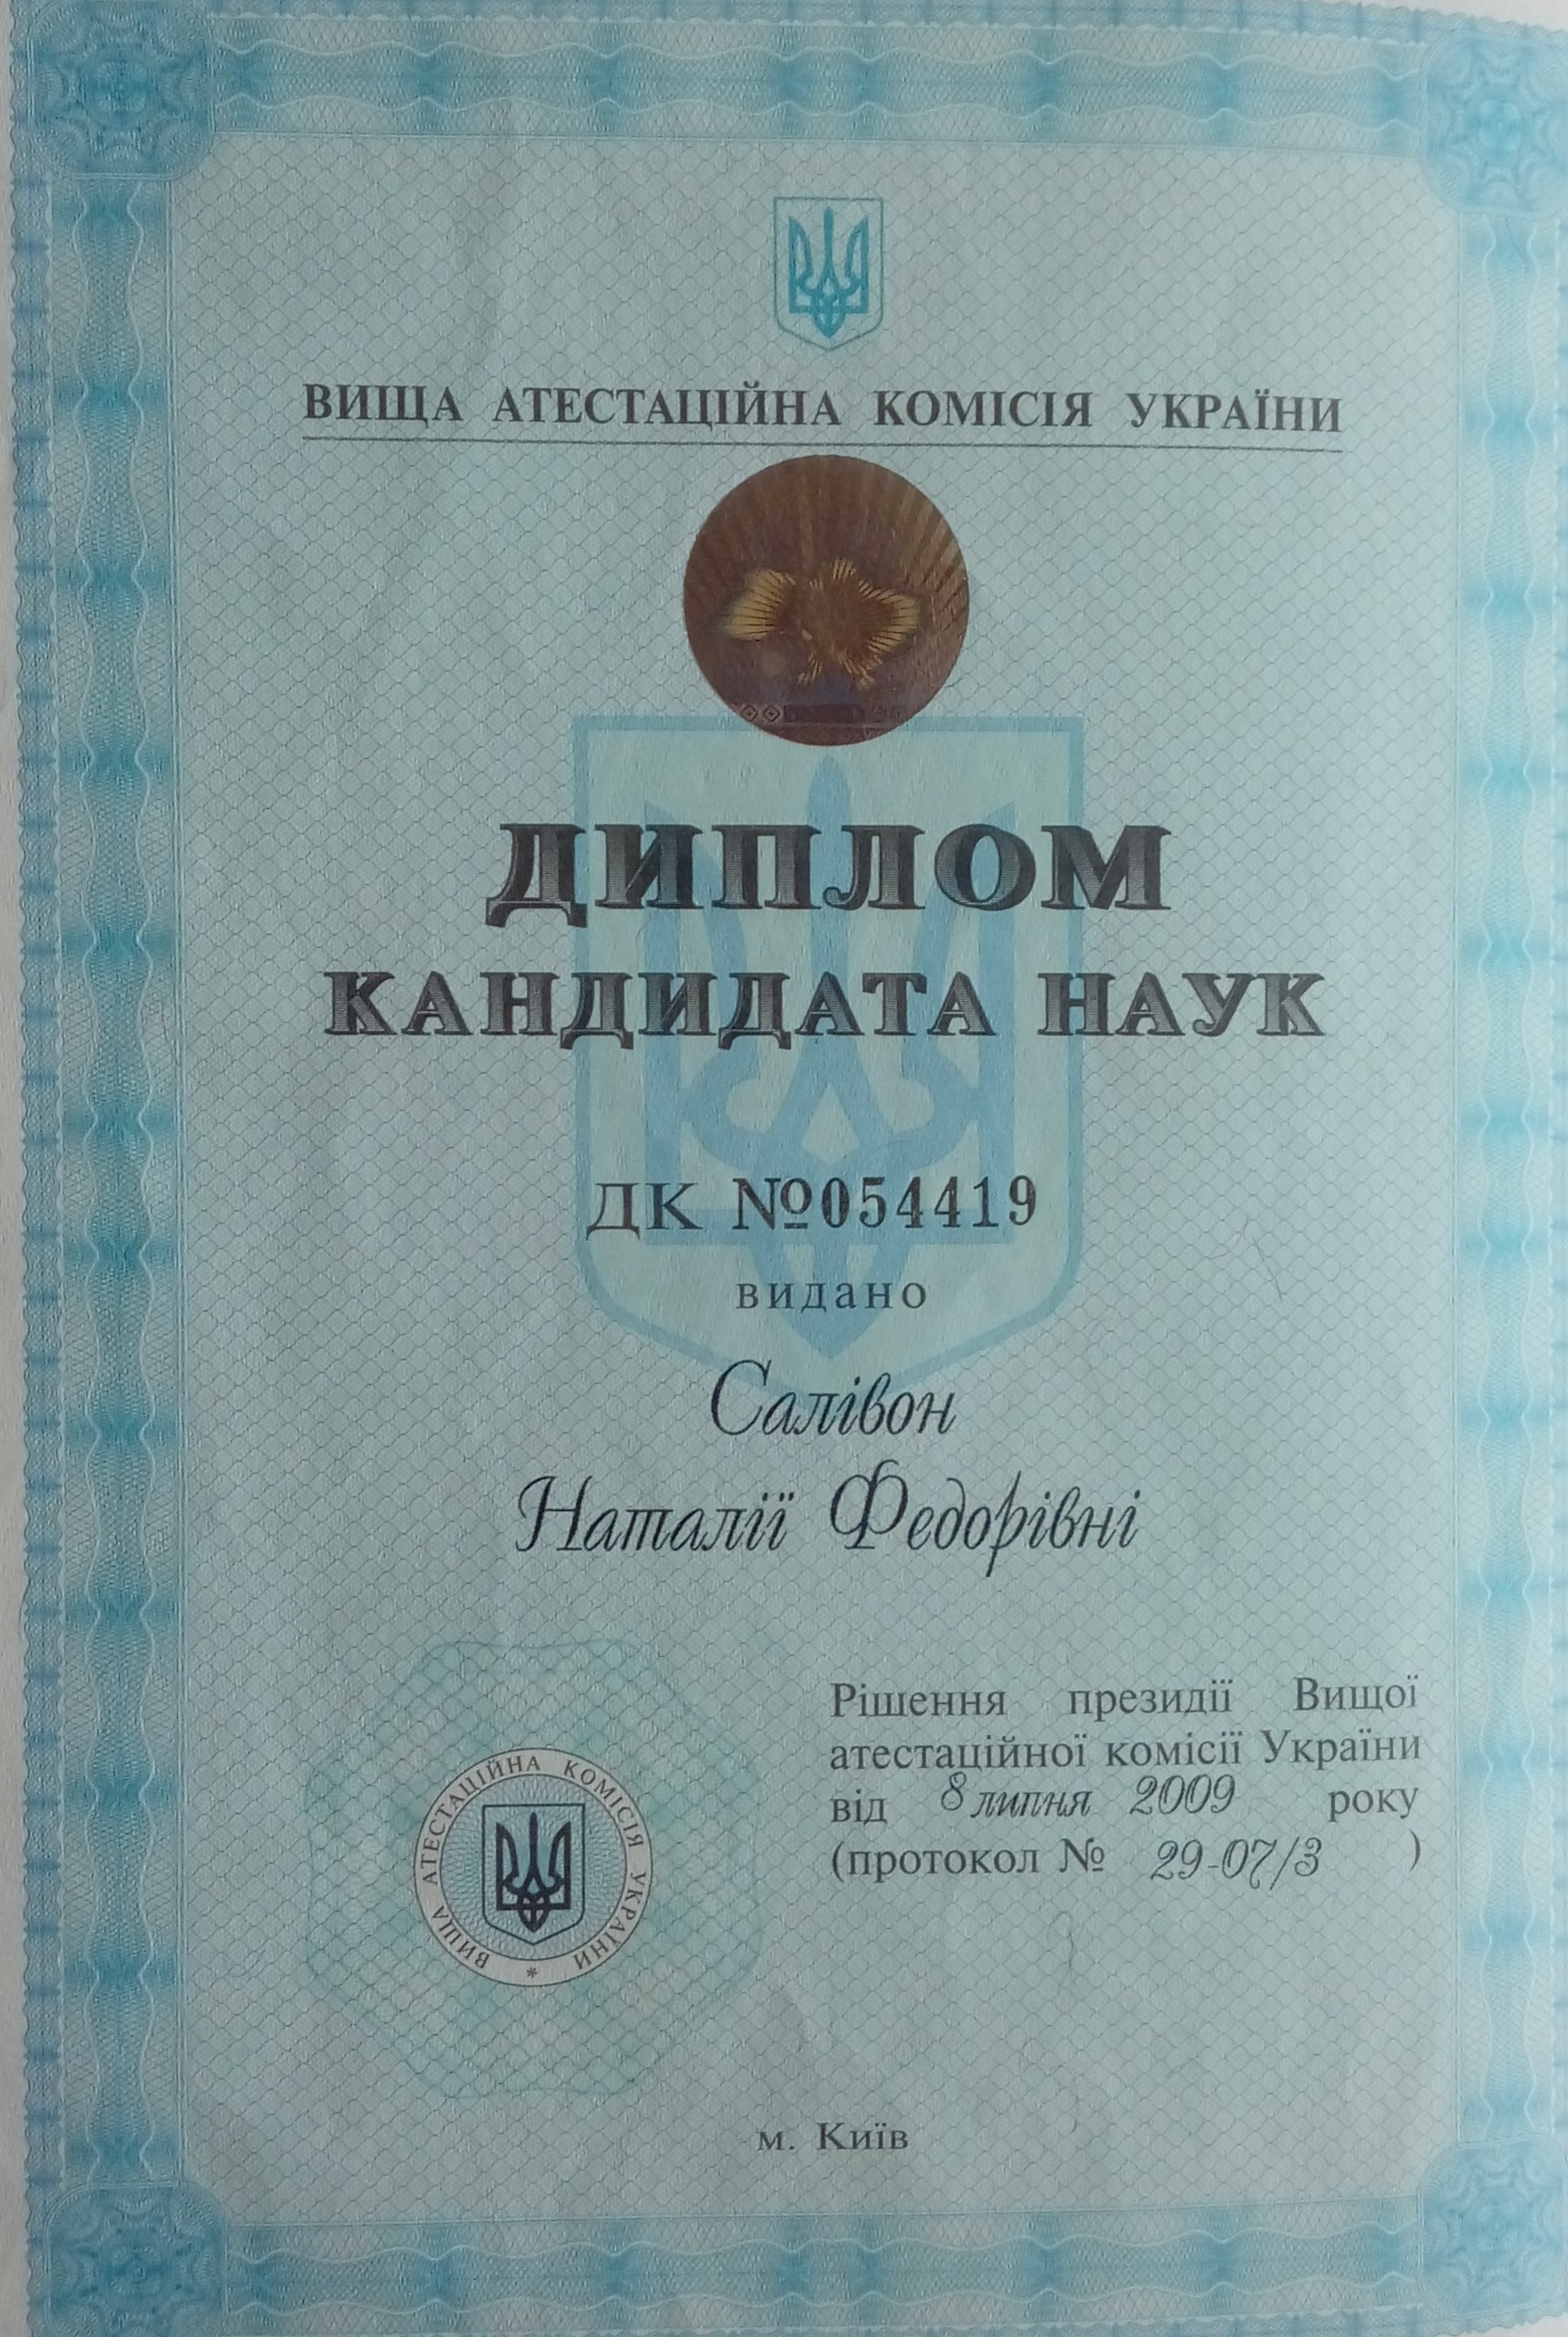 ВИЩА АТЕСТАЦІЙНА КОМІСІЯ УКРАЇНИ
ДИПЛОМ
КАНДИДАТА НАУК
ДК №054419
видано
Салівон
Наталії Федорівні
Рішення президії Вищої
атестаційної комісії України
від 8 липня 2009 року
(протокол № 29-07/3 )
ВИЩА АТЕСТАЦІЙНА КОМІСІЯ УКРАЇНИ *
м. Київ